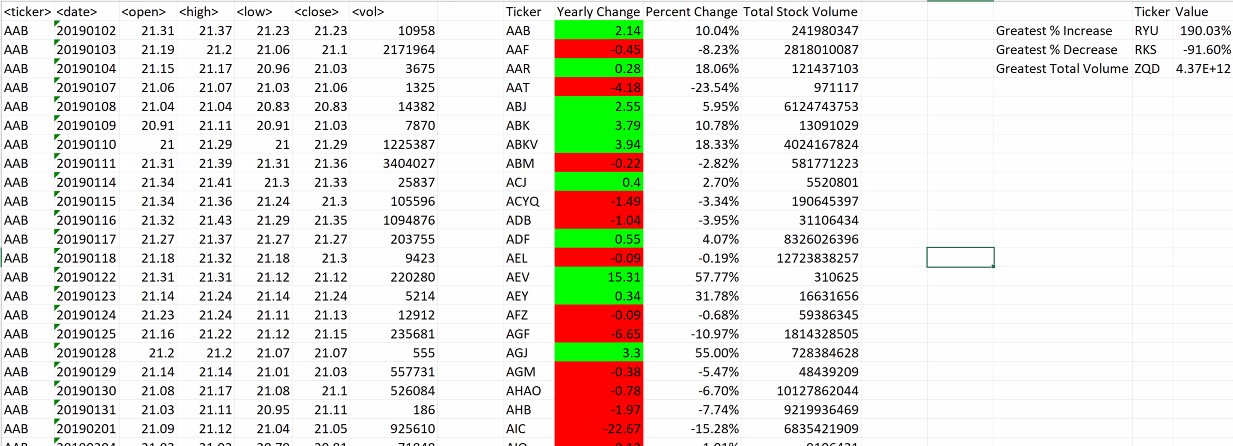 <ticker> <date> <open> <high> <low> <close> <vol> Ticker Yearly Change Percent Change Total Stock Volume Ticker Value
AAB 20190102 21.31 21.37 21.23 21.23 10958 AAB 2.14 10.04% 241980347 Greatest % Increase RYU 190.03%
AAB 20190103 21.19 21.2 21.06 21.1 2171964 AAF -0.45 -8.23% 2818010087 Greatest % Decrease RKS -91.60%
AAB 20190104 21.15 21.17 20.96 21.03 3675 AAR 0.28 18.06% 121437103 Greatest Total Volume ZQD 4.37E+12
AAB 20190107 21.06 21.07 21.03 21.06 1325 AAT -4.18 -23.54% 971117
AAB 20190108 21.04 21.04 20.83 20.83 14382 ABJ 2.55 5.95% 6124743753
AAB 20190109 20.91 21.11 20.91 21.03 7870 ABK 3.79 10.78% 13091029
AAB 20190110 21 21.29 21 21.29 1225387 ABKV 3.94 18.33% 4024167824
AAB 20190111 21.31 21.39 21.31 21.36 3404027 ABM -0.22 -2.82% 581771223
AAB 20190114 21.34 21.41 21.3 21.33 25837 ACJ 0.4 2.70% 5520801
AAB 20190115 21.34 21.36 21.24 21.3 105596 ACYQ -1.49 -3.34% 190645397
AAB 20190116 21.32 21.43 21.29 21.35 1094876 ADB -1.04 -3.95% 31106434
AAB 20190117 21.27 21.37 21.27 21.27 203755 ADF 0.55 4.07% 8326026396
AAB 20190118 21.18 21.32 21.18 21.3 9423 AEL -0.09 -0.19% 12723838257
AAB 20190122 21.31 21.31 21.12 21.12 220280 AEV 15.31 57.77% 310625
AAB 20190123 21.14 21.24 21.14 21.24 5214 AEY 0.34 31.78% 16631656
AAB 20190124 21.23 21.24 21.11 21.13 12912 AFZ -0.09 -0.68% 59386345
AAB 20190125 21.16 21.22 21.12 21.15 235681 AGF -6.65 -10.97% 1814328505
AAB 20190128 21.2 21.2 21.07 21.07 555 AGJ 3.3 55.00% 728384628
AAB 20190129 21.14 21.14 21.01 21.03 557731 AGM -0.38 -5.47% 48439209
AAB 20190130 21.08 21.17 21.08 21.1 526084 AHAO -0.78 -6.70% 10127862044
AAB 20190131 21.03 21.11 20.95 21.11 186 AHB -1.97 -7.74% 9219936469
AAB 20190201 21.09 21.12 21.04 21.05 925610 AIC -22.67 -15.28% 6835421909